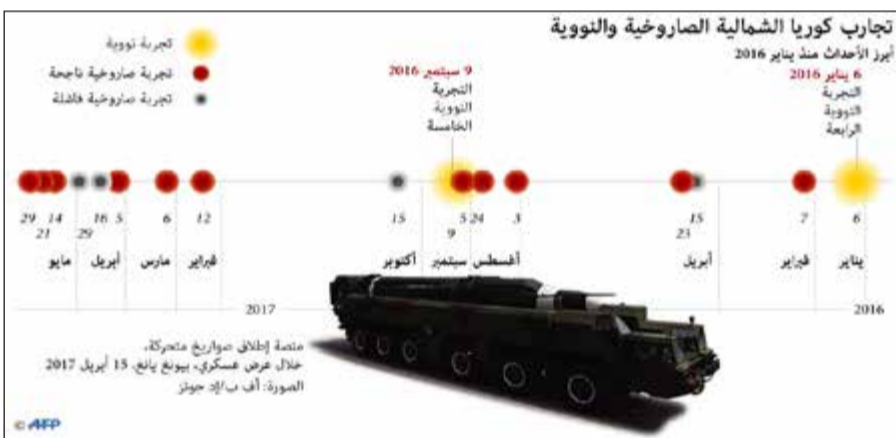 تجارب كوريا الشمالية الصاروخية والنووية
أبرز الأحداث منذ يناير 2016
تجربة نووية
تجربة صاروخية ناجحة
تجربة صاروخية فاشلة
6 يناير 2016
التجربة
النووية
الرابعة
9 سبتمبر 2016
التجربة
النووية
الخامسة
6
7
15
23
3
24
5
9
15
12
6
5
16
29
14
21
29
يناير
فبراير
أبريل
أغسطس
سبتمبر
أكتوبر
فبراير
مارس
أبريل
مايو
2016
2017
منصة إطلاق صواريخ متحركة،
خلال عرض عسكري، بيونغ يانغ، 15 أبريل 2017
الصورة: أف ب/إد جونز
© AFP